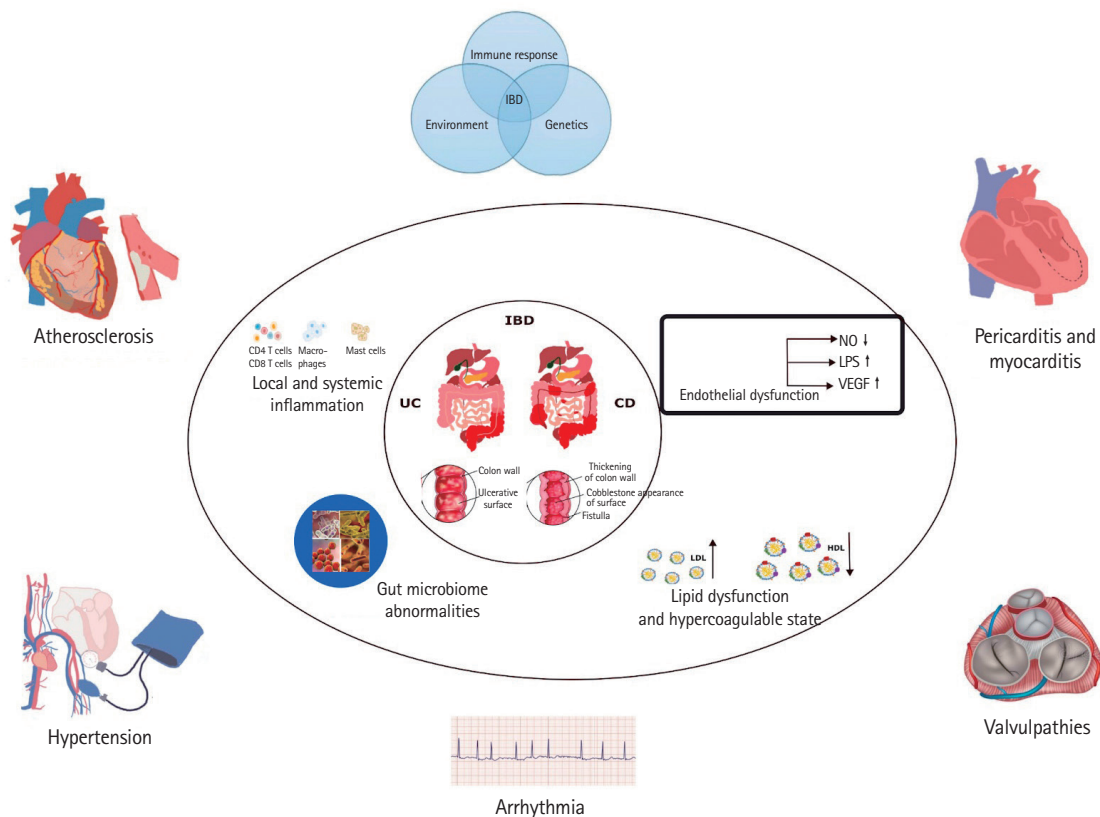 Immune response
IBD
Environment
Genetics
Atherosclerosis
Pericarditis and
myocarditis
CD4 T cells
CD8 T cells
Macro-
phages
Mast cells
Local and systemic
inflammation
IBD
UC
CD
Colon wall
Ulcerative
surface
Thickening
of colon wall
Cobblestone appearance
of surface
Fistulla
NO ↓
LPS ↑
VEGF ↑
Endothelial dysfunction
Gut microbiome
abnormalities
LDL
HDL
Lipid dysfunction
and hypercoagulable state
Hypertension
Valvulpathies
Arrhythmia